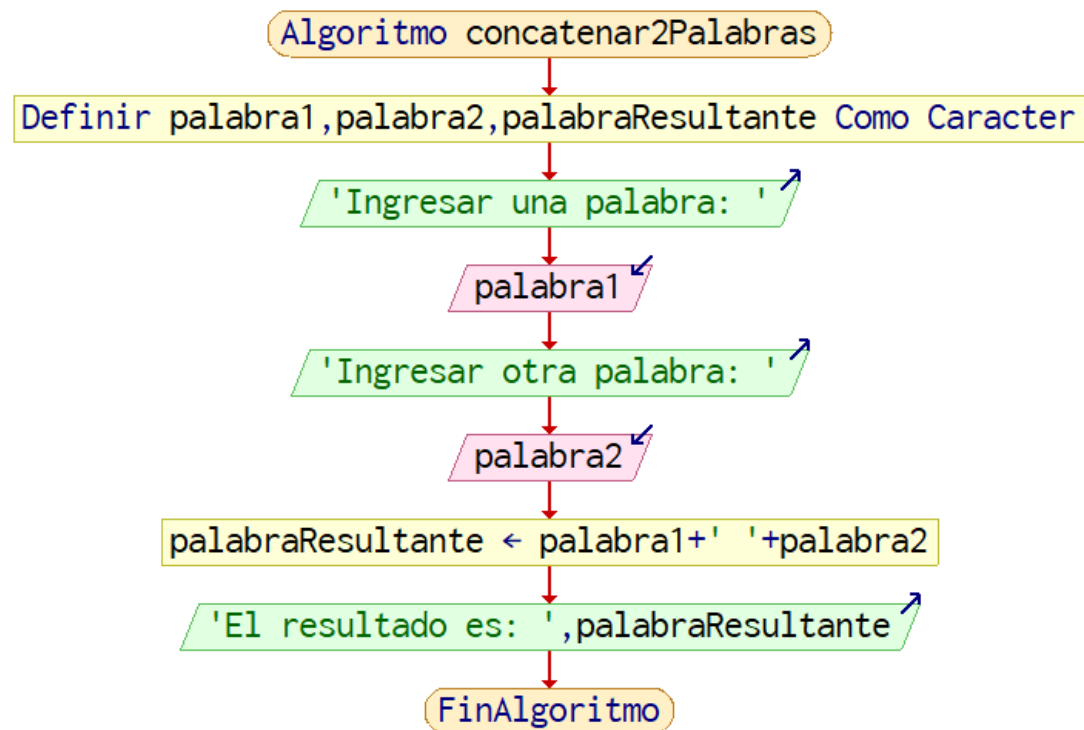 Algoritmo concatenar2Palabras
Definir palabra1,palabra2,palabraResultante Como Caracter
'Ingresar una palabra: '
palabra1
'Ingresar otra palabra: '
palabra2
palabraResultante ← palabra1+' '+palabra2
'El resultado es: ',palabraResultante
FinAlgoritmo